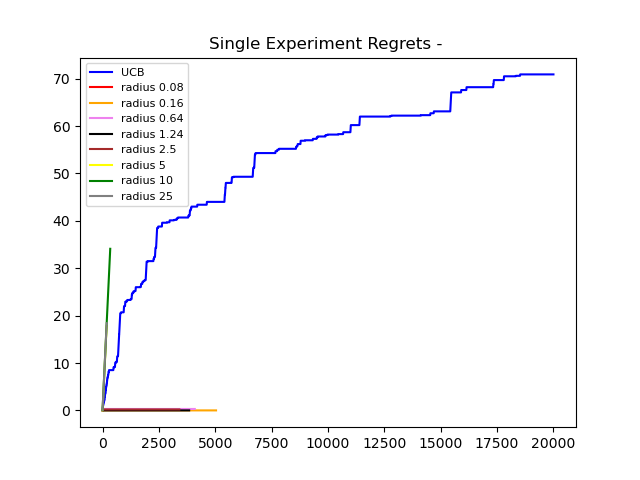 Single Experiment Regrets -
70
60
50
40
30
20
10
0
UCB
radius 0.08
radius 0.16
radius 0.64
radius 1.24
radius 2.5
radius 5
radius 10
radius 25
0 2500 5000 7500 10000 12500 15000 17500 20000